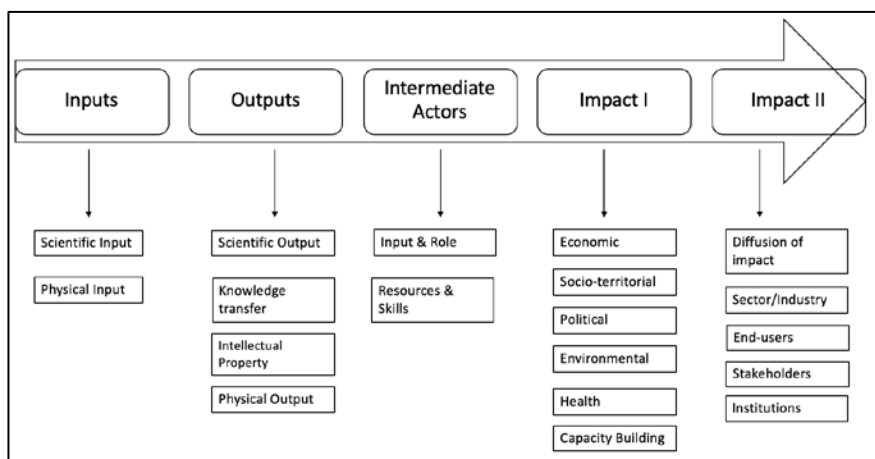 Inputs
Outputs
Intermediate
Actors
Impact I
Impact II
Scientific Input
Physical Input
Scientific Output
Knowledge
transfer
Intellectual
Property
Physical Output
Input & Role
Resources &
Skills
Economic
Socio-territorial
Political
Environmental
Health
Capacity Building
Diffusion of
impact
Sector/Industry
End-users
Stakeholders
Institutions